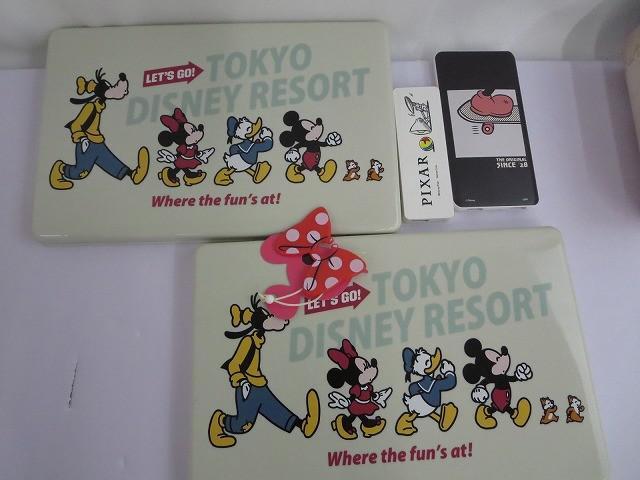 LET'S GO!
TOKYO
DISNEY RESORT
Where the fun's at!
PIXAR
THE ORIGINAL
SINCE 28
LET'S GO!
TOKYO
DISNEY RESORT
Where the fun's at!